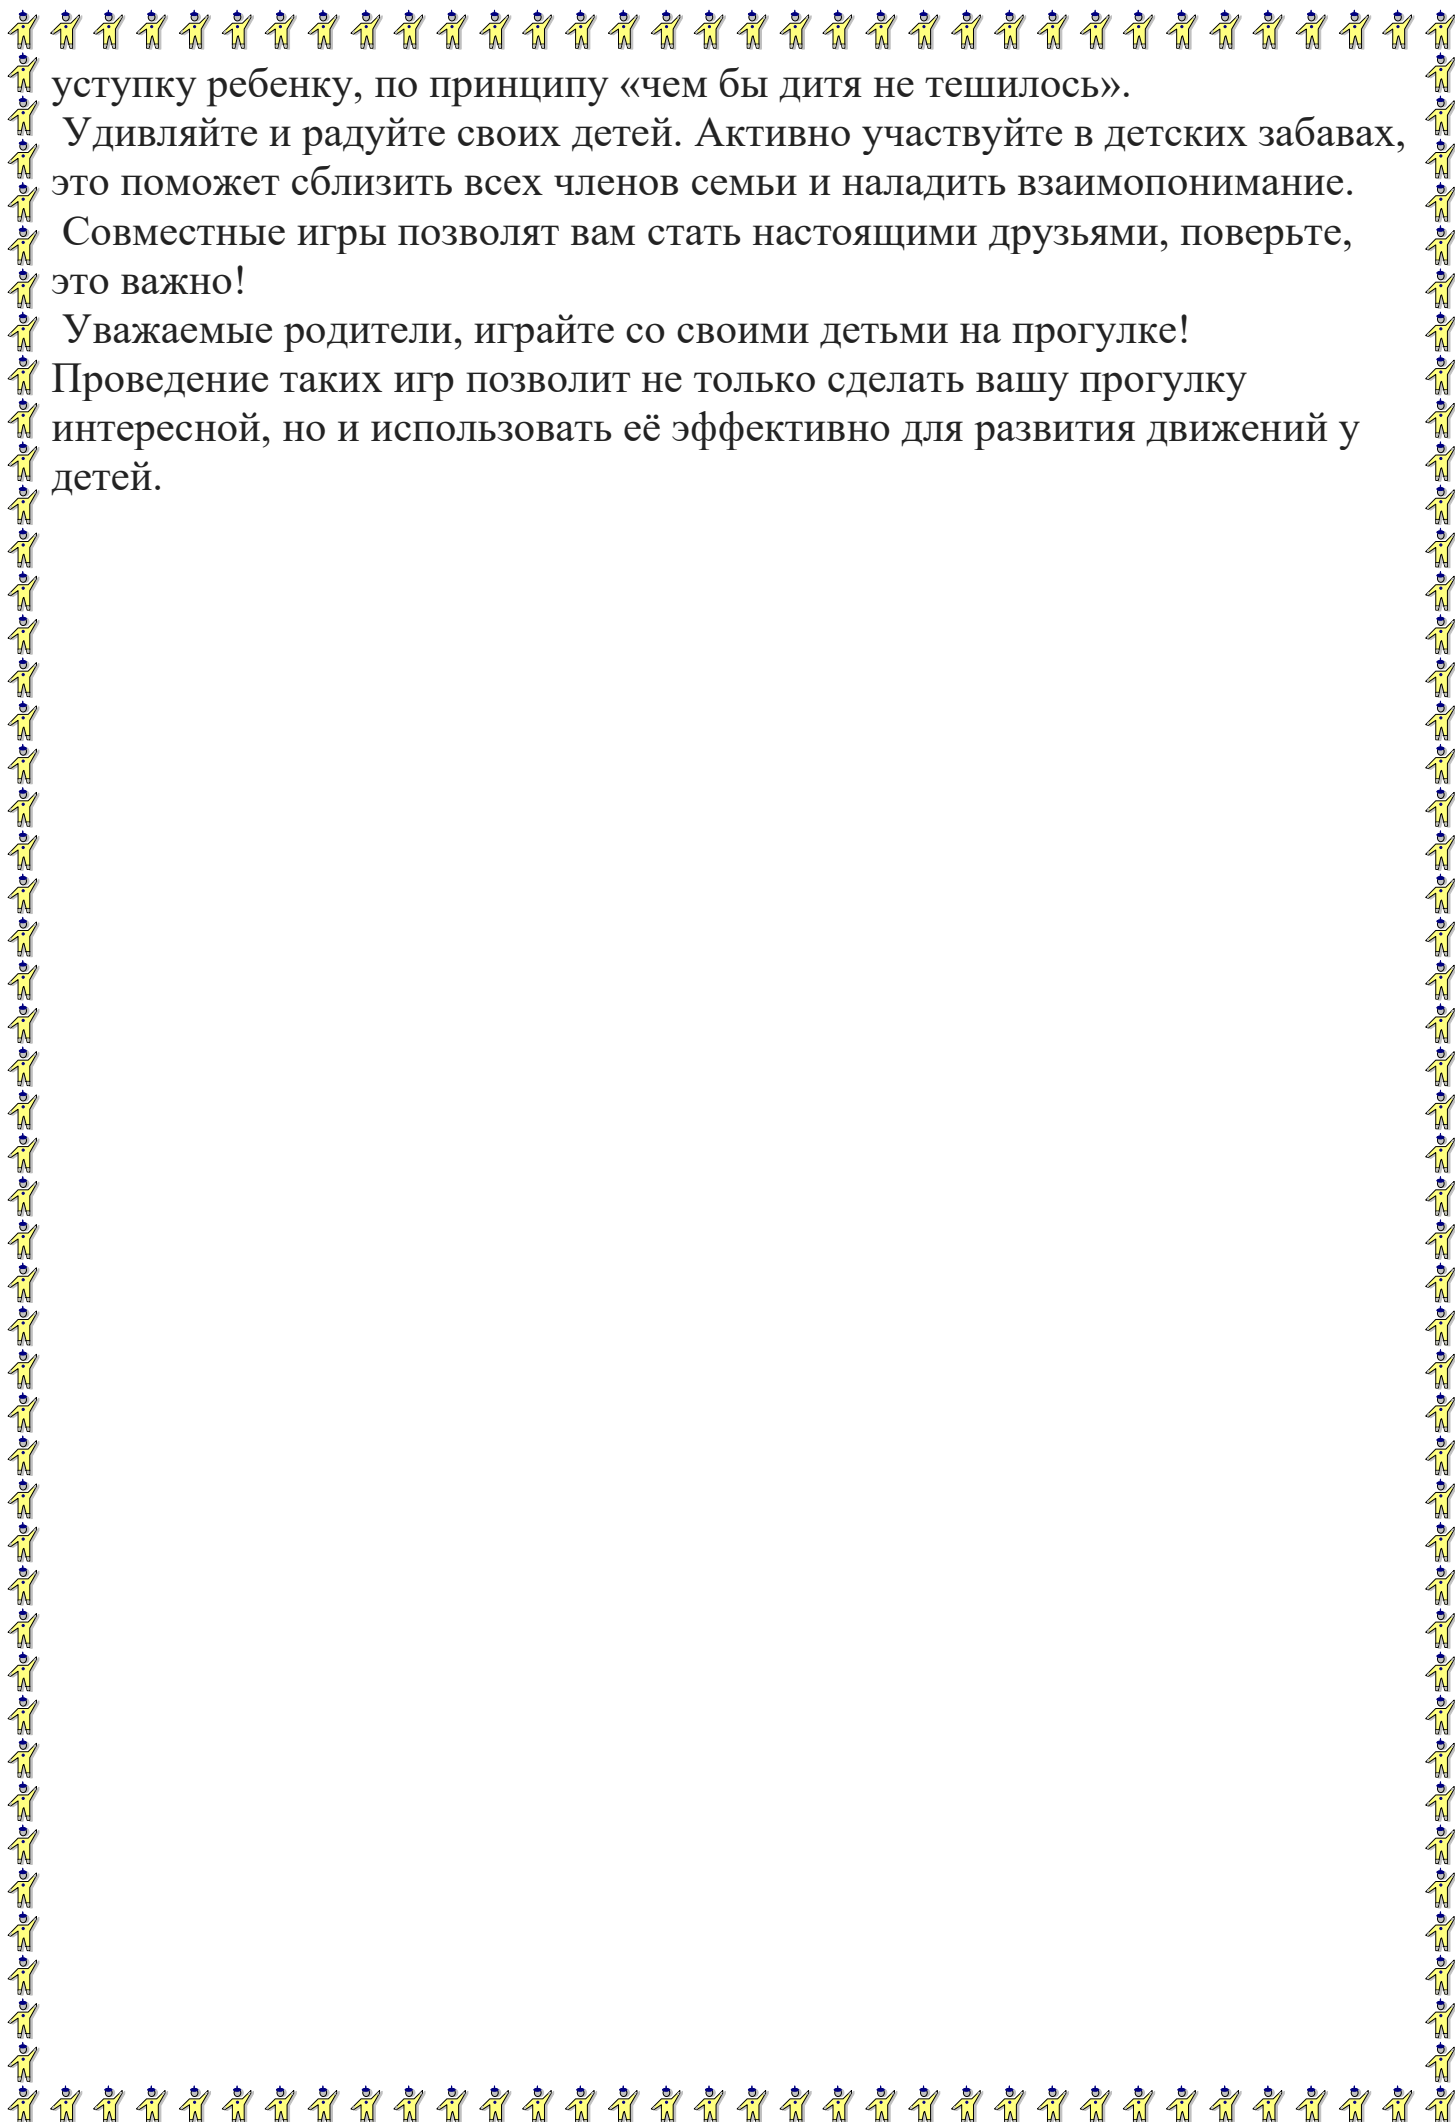 уступку ребенку, по принципу «чем бы дитя не тешилось».
Удивляйте и радуйте своих детей. Активно участвуйте в детских забавах,
это поможет сблизить всех членов семьи и наладить взаимопонимание.
Совместные игры позволят вам стать настоящими друзьями, поверьте,
это важно!
Уважаемые родители, играйте со своими детьми на прогулке!
Проведение таких игр позволит не только сделать вашу прогулку
интересной, но и использовать её эффективно для развития движений у
детей.